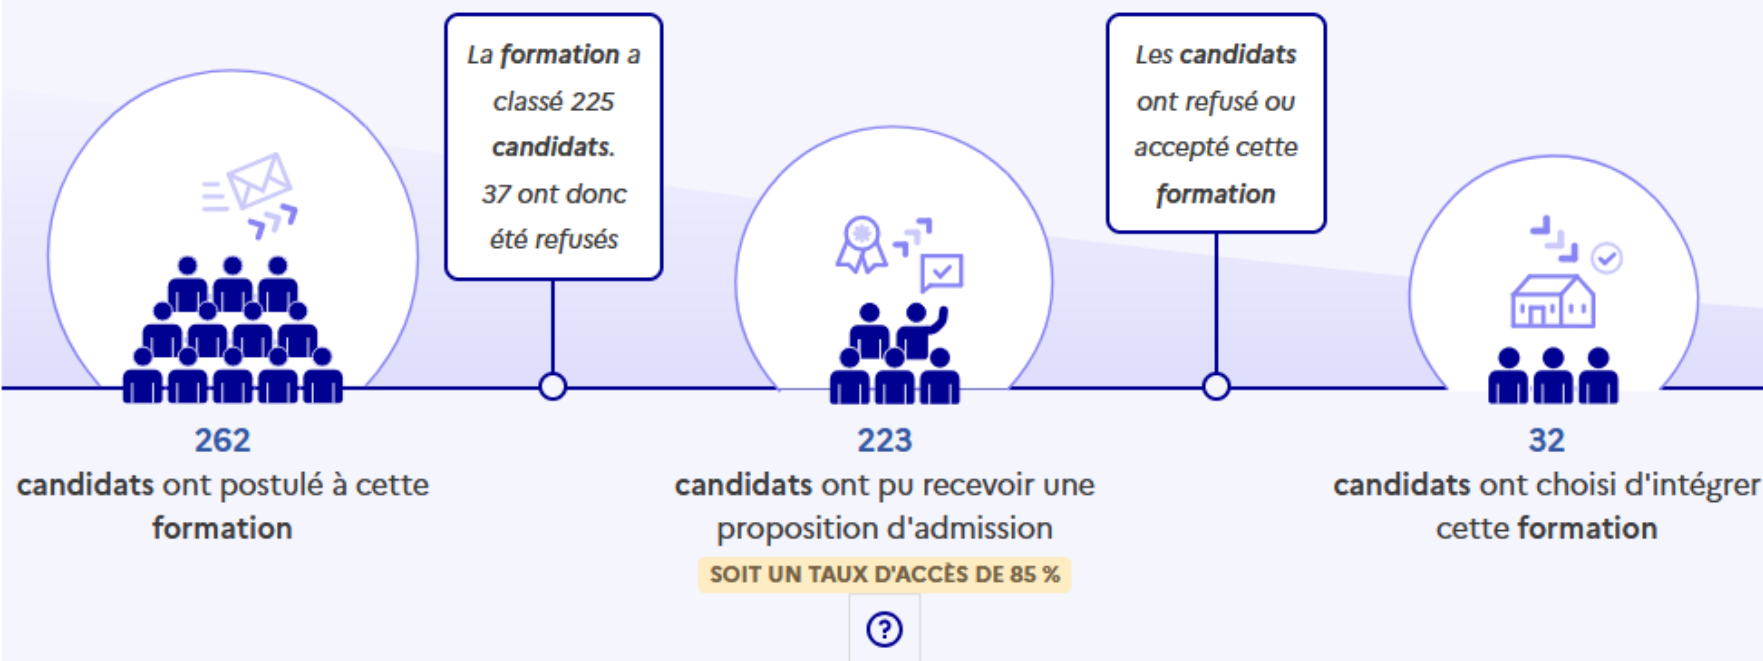 La formation a
classé 225
candidats.
37 ont donc
été refusés
Les candidats
ont refusé ou
accepté cette
formation
262
candidats ont postulé à cette
formation
223
candidats ont pu recevoir une
proposition d'admission
SOIT UN TAUX D'ACCÈS DE 85 %
?
32
candidats ont choisi d'intégrer
cette formation